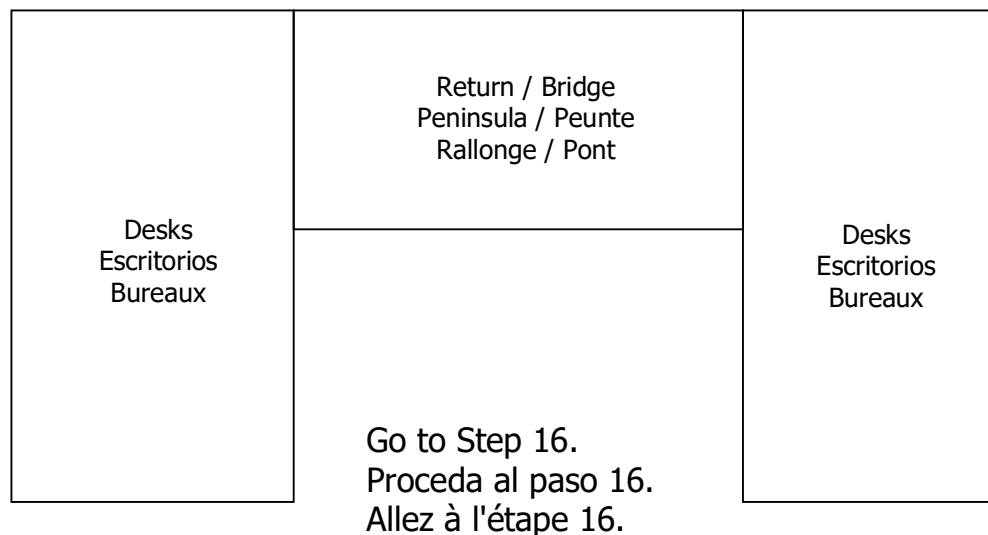 Return / Bridge
Peninsula / Peunte
Rallonge / Pont
Desks
Escritorios
Bureaux
Desks
Escritorios
Bureaux
Go to Step 16.
Proceda al paso 16.
Allez à l'étape 16.